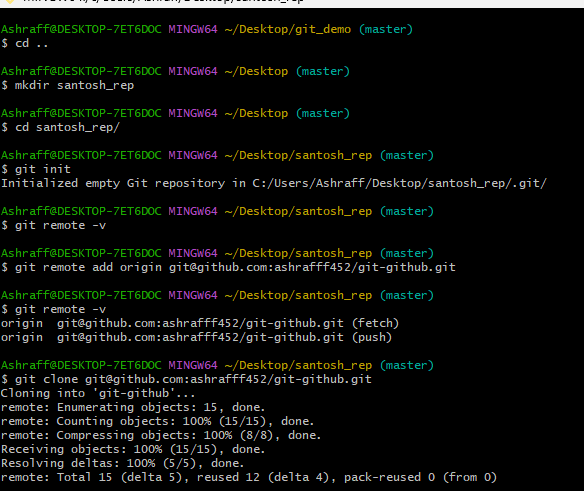 Ashraff@DESKTOP-7ET6DOC MINGW64 ~/Desktop/git_demo (master)
$ cd ..
Ashraff@DESKTOP-7ET6DOC MINGW64 ~/Desktop (master)
$ mkdir santosh_rep
Ashraff@DESKTOP-7ET6DOC MINGW64 ~/Desktop (master)
$ cd santosh_rep/
Ashraff@DESKTOP-7ET6DOC MINGW64 ~/Desktop/santosh_rep (master)
$ git init
Initialized empty Git repository in C:/Users/Ashraff/Desktop/santosh_rep/.git/
Ashraff@DESKTOP-7ET6DOC MINGW64 ~/Desktop/santosh_rep (master)
$ git remote -v
Ashraff@DESKTOP-7ET6DOC MINGW64 ~/Desktop/santosh_rep (master)
$ git remote add origin git@github.com:ashrafff452/git-github.git
Ashraff@DESKTOP-7ET6DOC MINGW64 ~/Desktop/santosh_rep (master)
$ git remote -v
origin  git@github.com:ashrafff452/git-github.git (fetch)
origin  git@github.com:ashrafff452/git-github.git (push)
Ashraff@DESKTOP-7ET6DOC MINGW64 ~/Desktop/santosh_rep (master)
$ git clone git@github.com:ashrafff452/git-github.git
Cloning into 'git-github'...
remote: Enumerating objects: 15, done.
remote: Counting objects: 100% (15/15), done.
remote: Compressing objects: 100% (8/8), done.
Receiving objects: 100% (15/15), done.
Resolving deltas: 100% (5/5), done.
remote: Total 15 (delta 5), reused 12 (delta 4), pack-reused 0 (from 0)